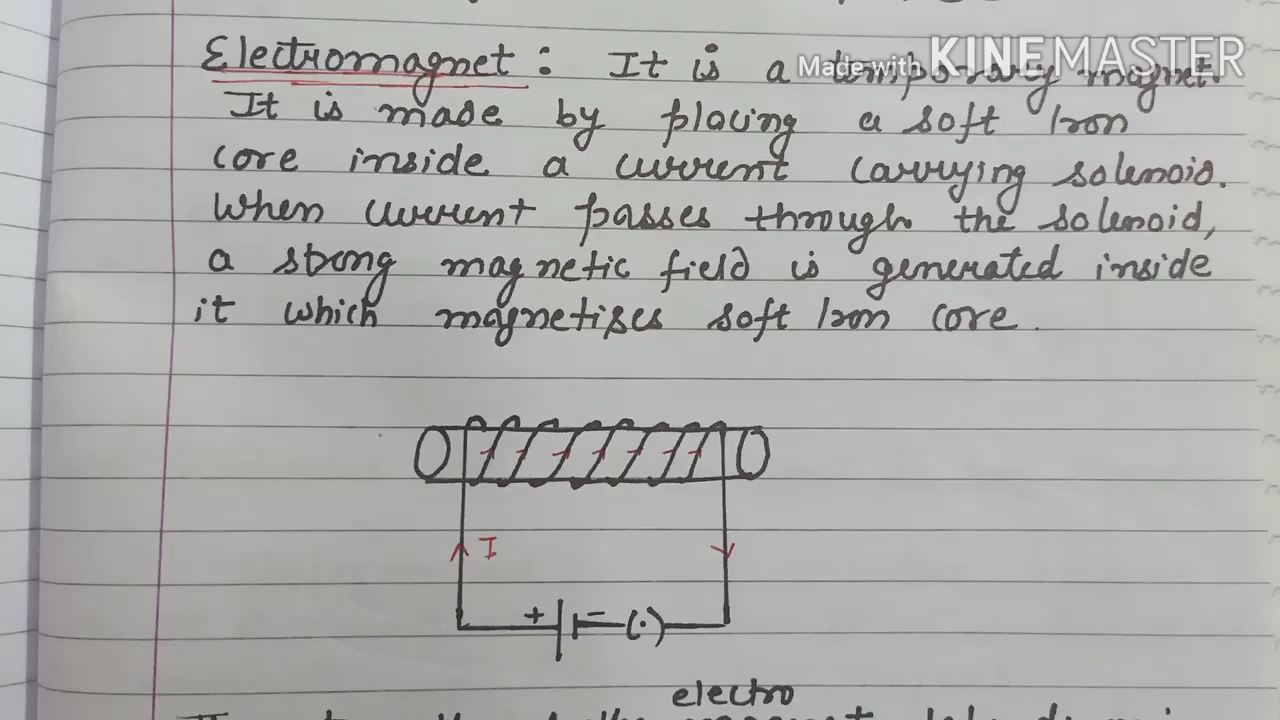 Made with KINEMASTER
Electromagnet: It is a temporary magnet.
It is made by placing a soft Iron
core inside a current carrying solenoid.
When current passes through the solenoid,
a strong magnetic field is generated inside
it which magnetises soft Iron core.
I
+ −
electro